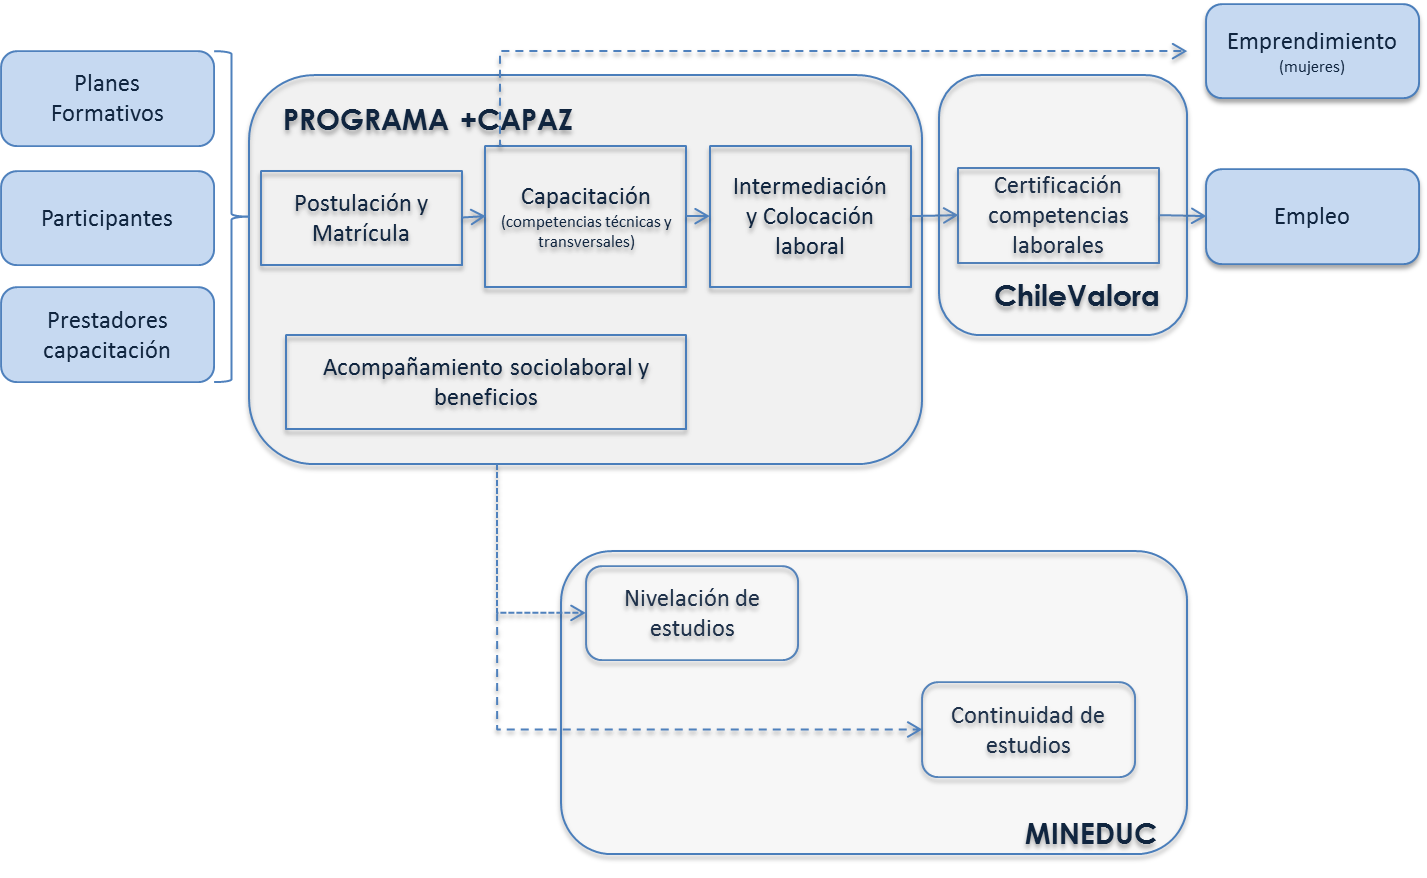 Planes
Formativos
Participantes
Prestadores
capacitación
PROGRAMA +CAPAZ
Postulación y
Matrícula
Capacitación
(competencias técnicas y
transversales)
Intermediación
y Colocación
laboral
Acompañamiento sociolaboral y
beneficios
Certificación
competencias
laborales
ChileValora
Emprendimiento
(mujeres)
Empleo
Nivelación de
estudios
Continuidad de
estudios
MINEDUC